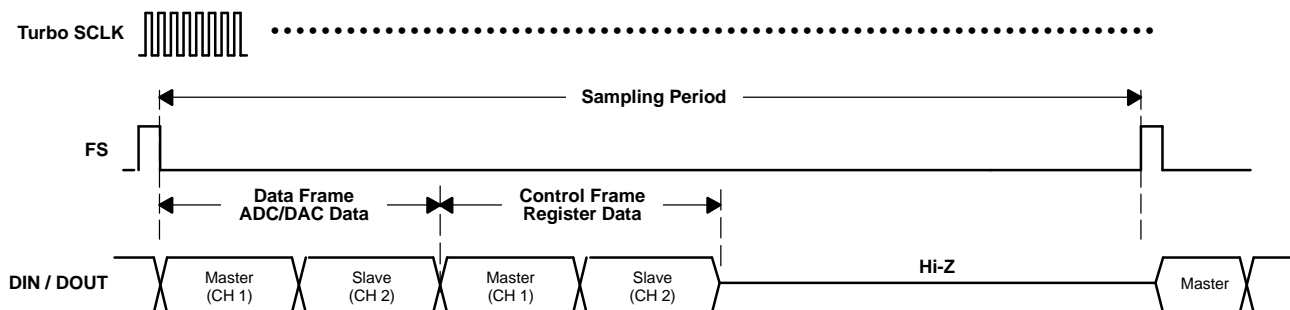 Turbo SCLK
Sampling Period
FS
Data Frame
ADC/DAC Data
Control Frame
Register Data
DIN / DOUT
Master
(CH 1)
Slave
(CH 2)
Master
(CH 1)
Slave
(CH 2)
Hi-Z
Master